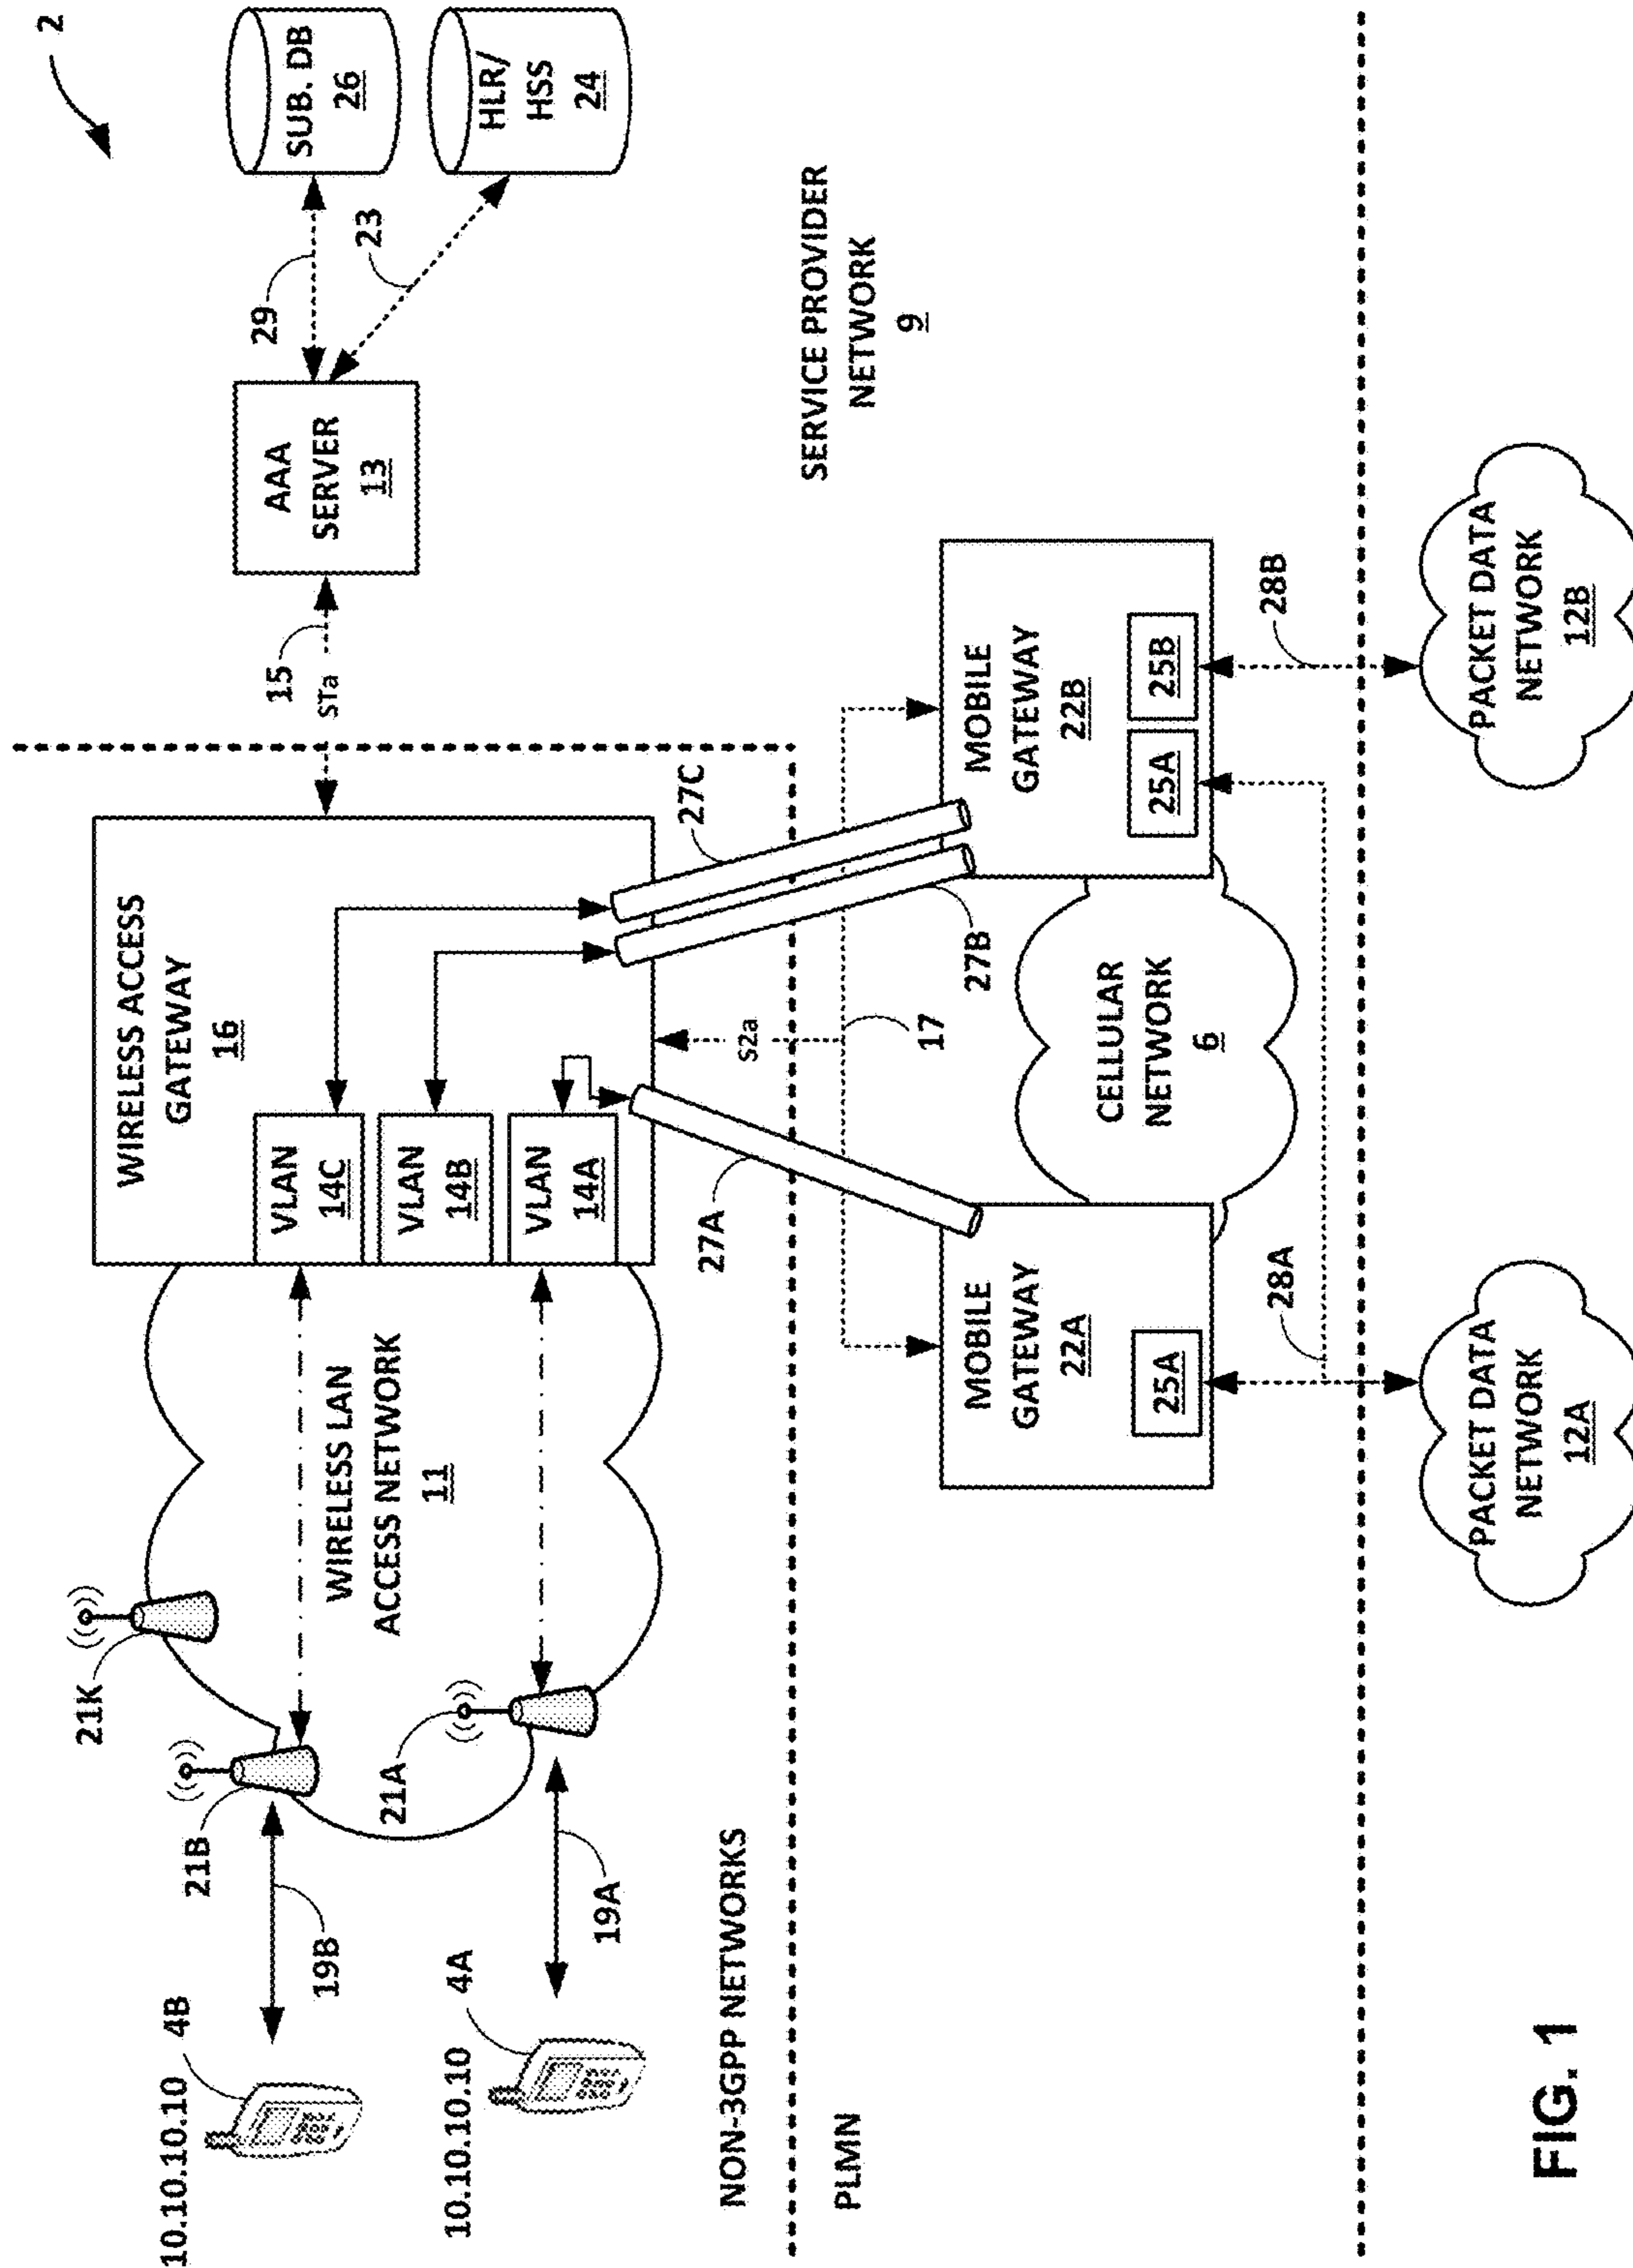 2
10.10.10.10
4B
19B
21B
21K
10.10.10.10
4A
19A
21A
WIRELESS LAN
ACCESS NETWORK
11
WIRELESS ACCESS
GATEWAY
16
VLAN
14C
VLAN
14B
VLAN
14A
15
STa
AAA
SERVER
13
29
23
SUB. DB
26
HLR/
HSS
24
NON-3GPP NETWORKS
PLMN
27A
27C
27B
S2a
17
SERVICE PROVIDER
NETWORK
9
MOBILE
GATEWAY
22A
25A
CELLULAR
NETWORK
6
MOBILE
GATEWAY
22B
25A
25B
28A
28B
PACKET DATA
NETWORK
12A
PACKET DATA
NETWORK
12B
FIG. 1